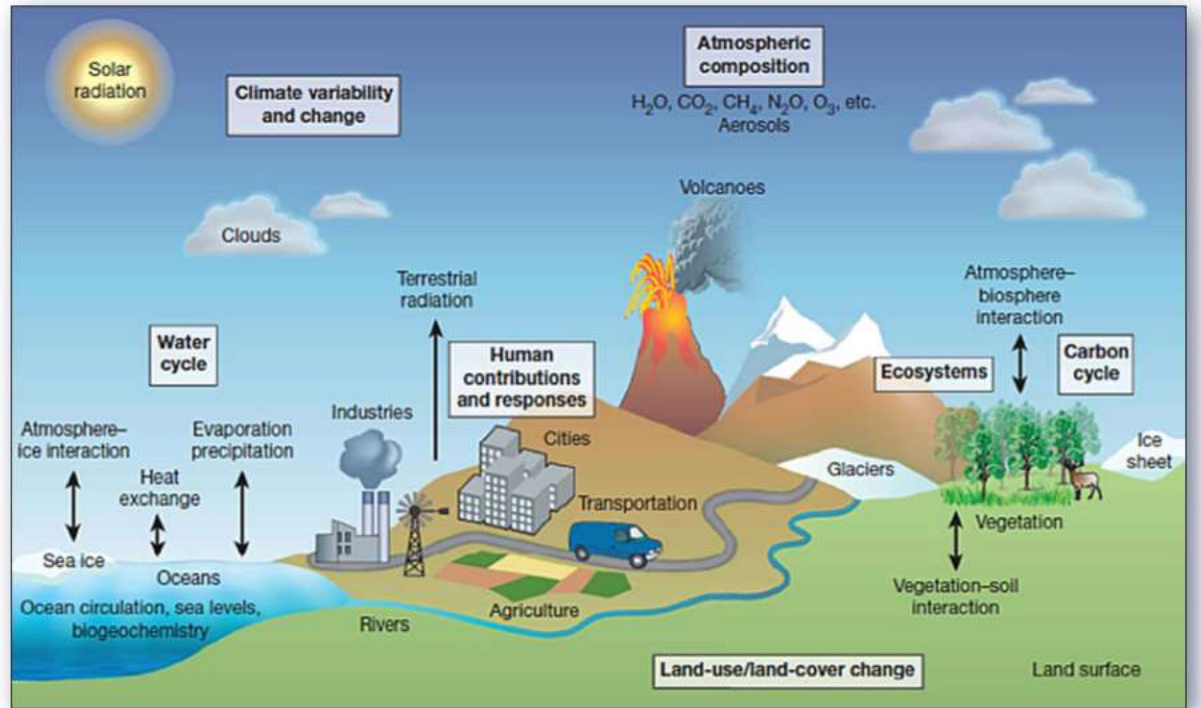 Solar
radiation
Climate variability
and change
Atmospheric
composition
H₂O, CO₂, CH₄, N₂O, O₃, etc.
Aerosols
Volcanoes
Clouds
Terrestrial
radiation
Atmosphere–
biosphere
interaction
Water
cycle
Human
contributions
and responses
Ecosystems
Carbon
cycle
Industries
Cities
Atmosphere–
ice interaction
Evaporation
precipitation
Heat
exchange
Glaciers
Ice
sheet
Transportation
Vegetation
Sea ice
Oceans
Ocean circulation, sea levels,
biogeochemistry
Agriculture
Rivers
Vegetation–soil
interaction
Land-use/land-cover change
Land surface